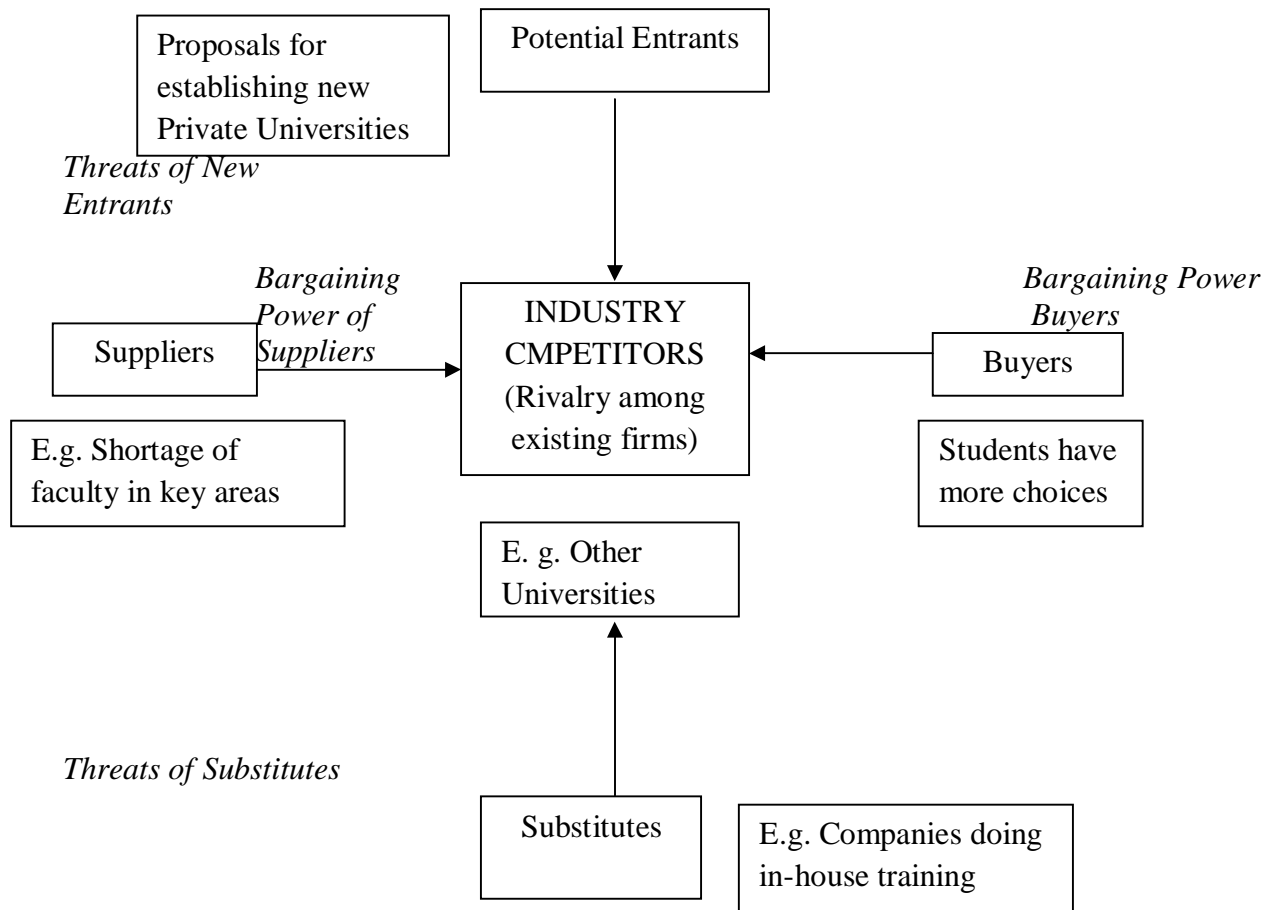 Proposals for
establishing new
Private Universities
Potential Entrants
Threats of New
Entrants
Bargaining
Power of
Suppliers
Suppliers
E.g. Shortage of
faculty in key areas
INDUSTRY
CMPETITORS
(Rivalry among
existing firms)
Bargaining Power
Buyers
Buyers
Students have
more choices
E. g. Other
Universities
Threats of Substitutes
Substitutes
E.g. Companies doing
in-house training